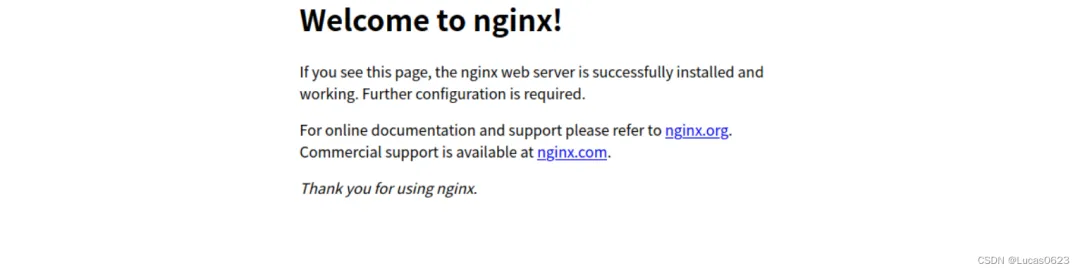 Welcome to nginx!
If you see this page, the nginx web server is successfully installed and
working. Further configuration is required.
For online documentation and support please refer to nginx.org.
Commercial support is available at nginx.com.
Thank you for using nginx.
CSDN @Lucas0623